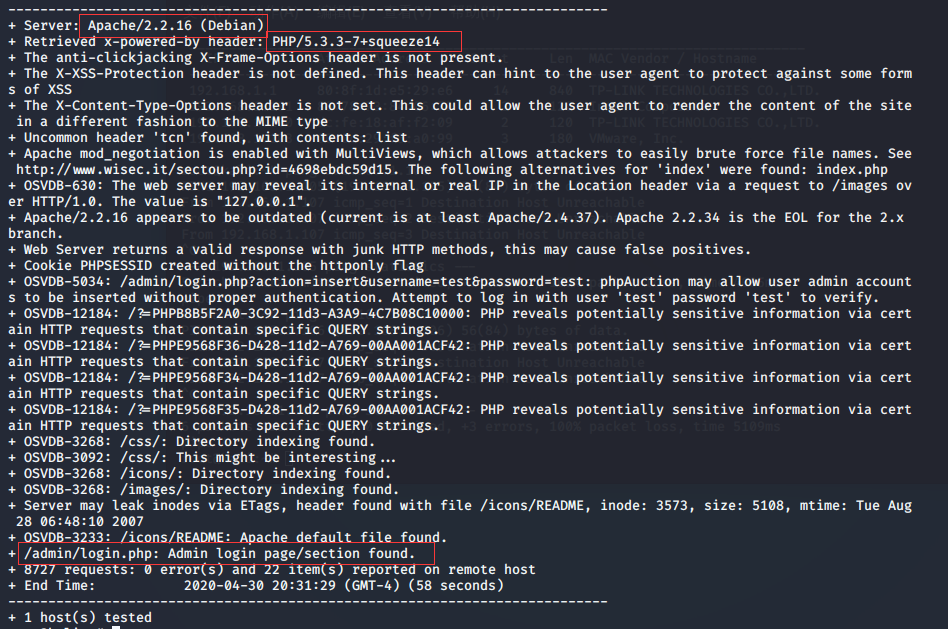 ---------------------------------------------------------------------------
+ Server: Apache/2.2.16 (Debian)
+ Retrieved x-powered-by header: PHP/5.3.3-7+squeeze14
+ The anti-clickjacking X-Frame-Options header is not present.
+ The X-XSS-Protection header is not defined. This header can hint to the user agent to protect against some form
s of XSS
+ The X-Content-Type-Options header is not set. This could allow the user agent to render the content of the site
 in a different fashion to the MIME type
+ Uncommon header 'tcn' found, with contents: list
+ Apache mod_negotiation is enabled with MultiViews, which allows attackers to easily brute force file names. See
 http://www.wisec.it/sectou.php?id=4698ebdc59d15. The following alternatives for 'index' were found: index.php
+ OSVDB-630: The web server may reveal its internal or real IP in the Location header via a request to /images ov
er HTTP/1.0. The value is "127.0.0.1".
+ Apache/2.2.16 appears to be outdated (current is at least Apache/2.4.37). Apache 2.2.34 is the EOL for the 2.x
branch.
+ Web Server returns a valid response with junk HTTP methods, this may cause false positives.
+ Cookie PHPSESSID created without the httponly flag
+ OSVDB-5034: /admin/login.php?action=insert&username=test&password=test: phpAuction may allow user admin account
s to be inserted without proper authentication. Attempt to log in with user 'test' password 'test' to verify.
+ OSVDB-12184: /?=PHPB8B5F2A0-3C92-11d3-A3A9-4C7B08C10000: PHP reveals potentially sensitive information via cert
ain HTTP requests that contain specific QUERY strings.
+ OSVDB-12184: /?=PHPE9568F36-D428-11d2-A769-00AA001ACF42: PHP reveals potentially sensitive information via cert
ain HTTP requests that contain specific QUERY strings.
+ OSVDB-12184: /?=PHPE9568F34-D428-11d2-A769-00AA001ACF42: PHP reveals potentially sensitive information via cert
ain HTTP requests that contain specific QUERY strings.
+ OSVDB-12184: /?=PHPE9568F35-D428-11d2-A769-00AA001ACF42: PHP reveals potentially sensitive information via cert
ain HTTP requests that contain specific QUERY strings.
+ OSVDB-3268: /css/: Directory indexing found.
+ OSVDB-3092: /css/: This might be interesting...
+ OSVDB-3268: /icons/: Directory indexing found.
+ OSVDB-3268: /images/: Directory indexing found.
+ Server may leak inodes via ETags, header found with file /icons/README, inode: 3573, size: 5108, mtime: Tue Aug
 28 06:48:10 2007
+ OSVDB-3233: /icons/README: Apache default file found.
+ /admin/login.php: Admin login page/section found.
+ 8727 requests: 0 error(s) and 22 item(s) reported on remote host
+ End Time:           2020-04-30 20:31:29 (GMT-4) (58 seconds)
---------------------------------------------------------------------------
+ 1 host(s) tested